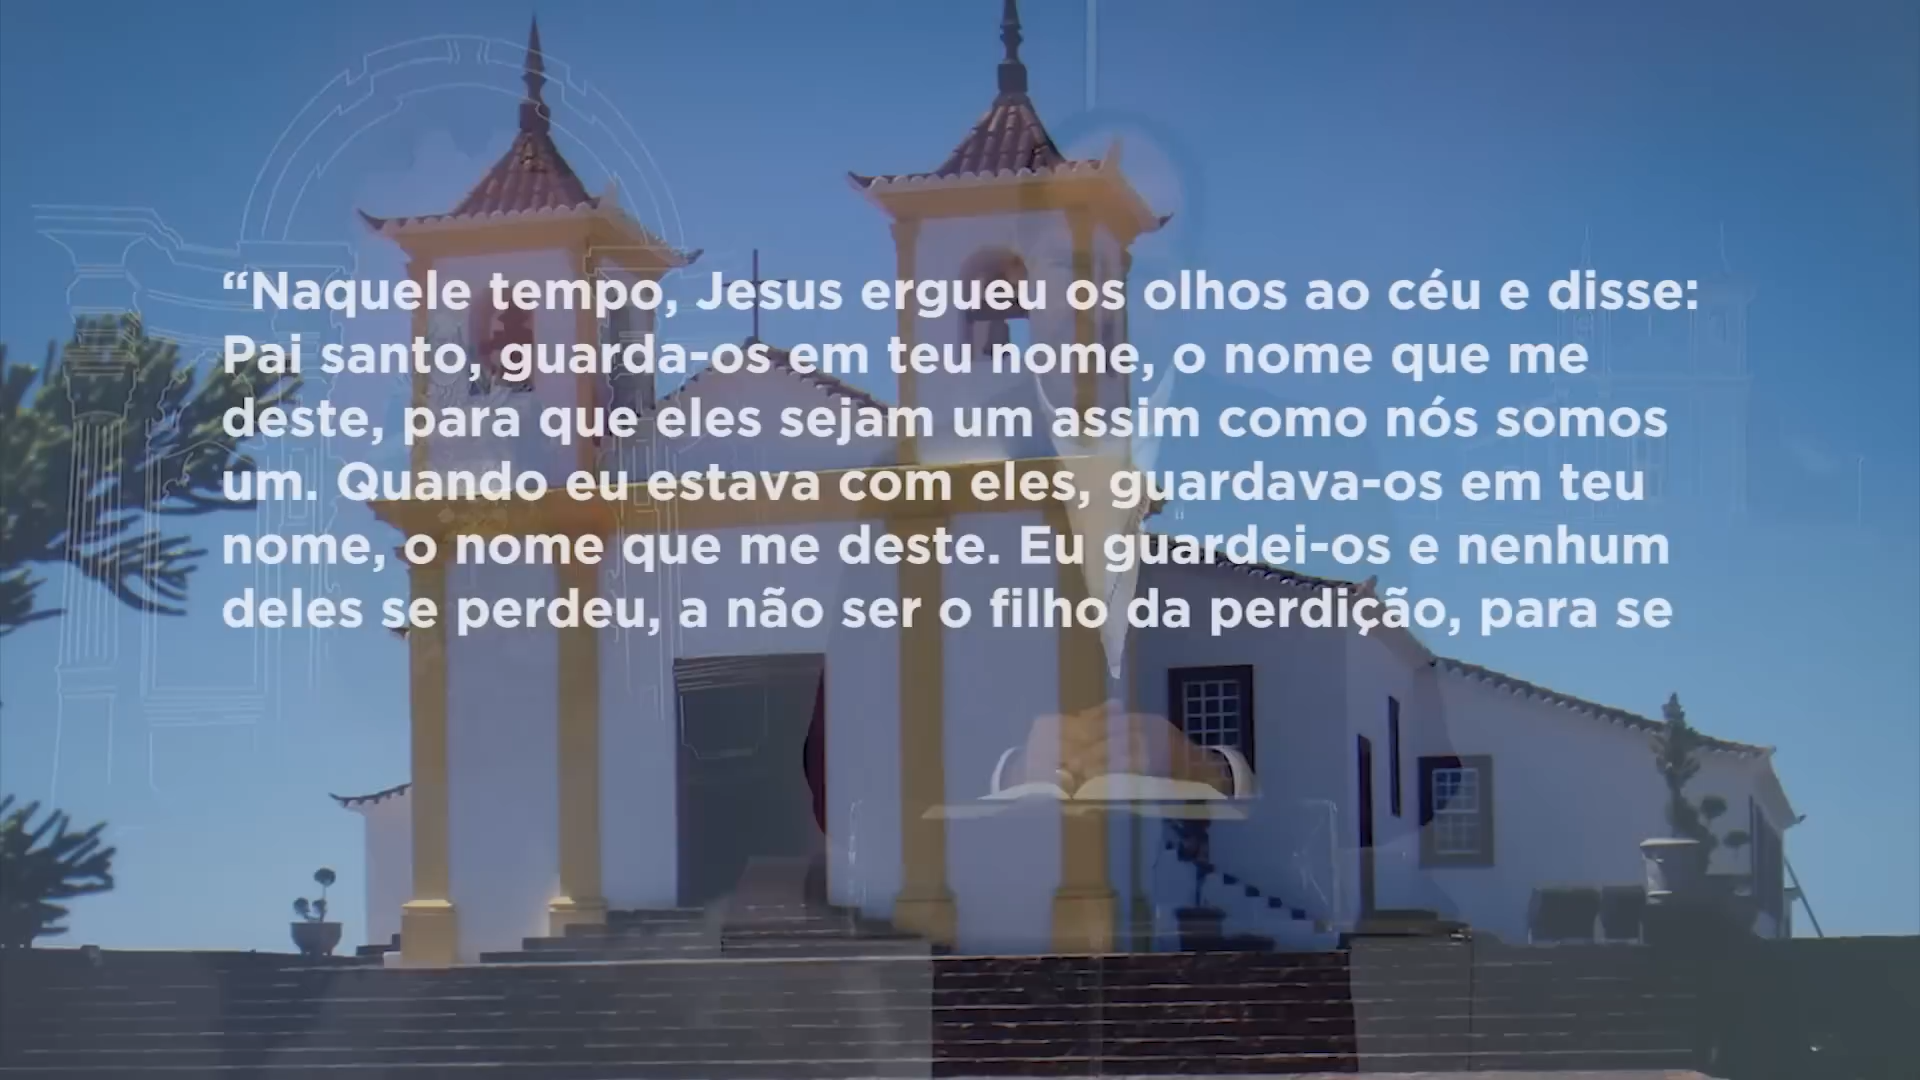 “Naquele tempo, Jesus ergueu os olhos ao céu e disse:
Pai santo, guarda-os em teu nome, o nome que me
deste, para que eles sejam um assim como nós somos
um. Quando eu estava com eles, guardava-os em teu
nome, o nome que me deste. Eu guardei-os e nenhum
deles se perdeu, a não ser o filho da perdição, para se